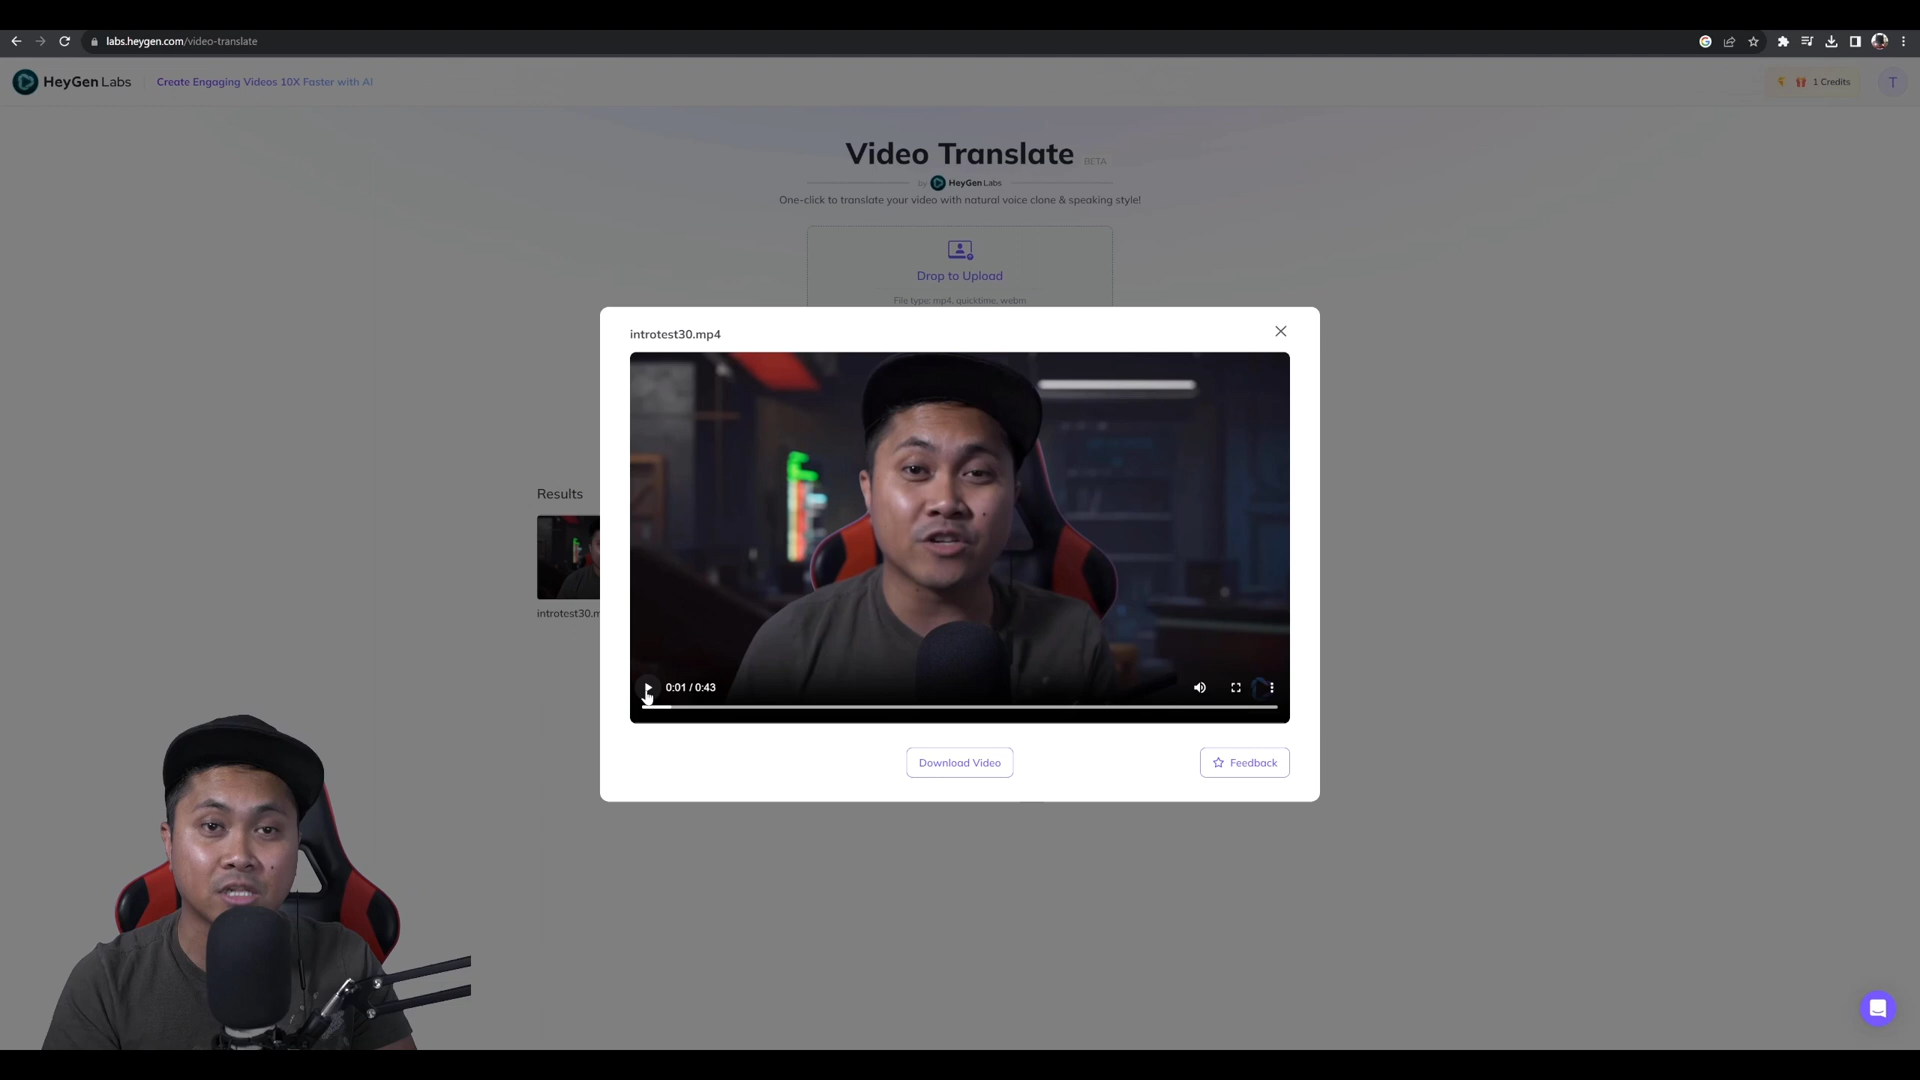 labs.heygen.com/video-translate
HeyGen Labs
Create Engaging Videos 10X Faster with AI
1 Credits
T
Video Translate BETA
by HeyGen Labs
One-click to translate your video with natural voice clone & speaking style!
Drop to Upload
File type: mp4, quicktime, webm
introtest30.mp4
Results
introtest30.m
0:01 / 0:43
Download Video
Feedback